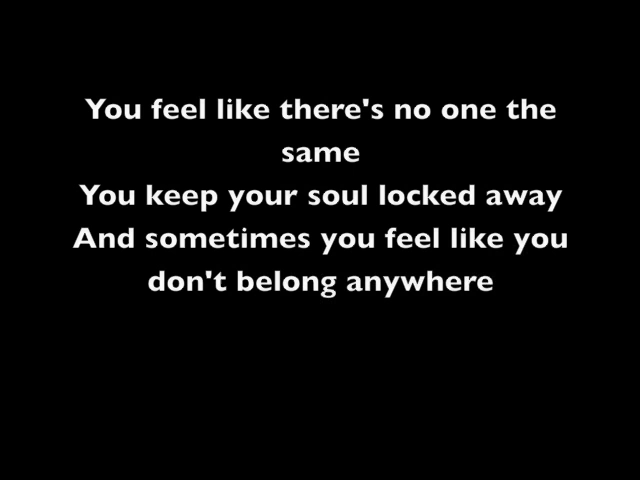 You feel like there's no one the
same
You keep your soul locked away
And sometimes you feel like you
don't belong anywhere